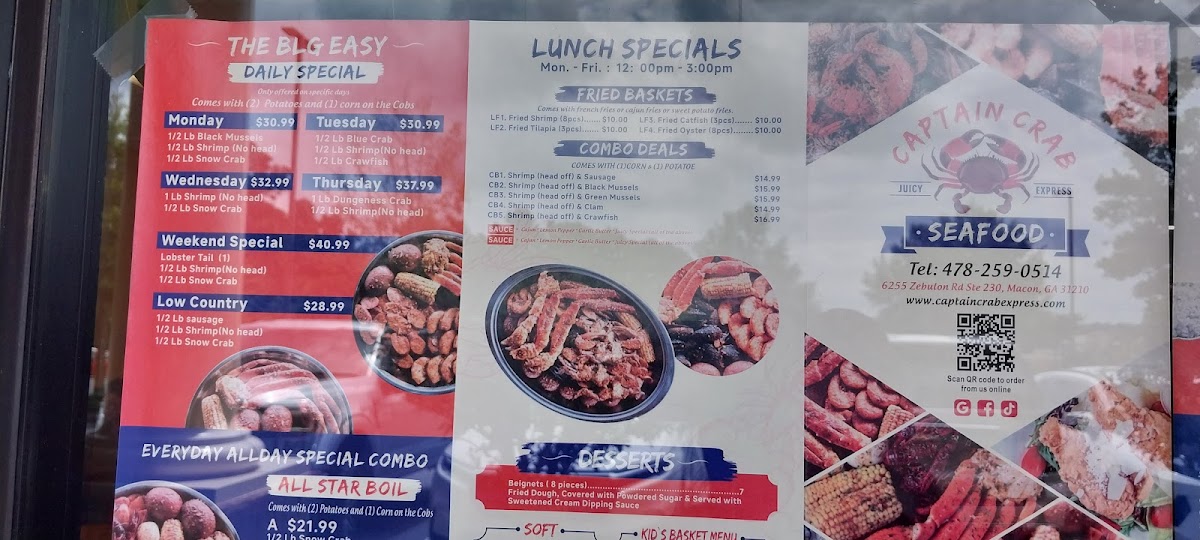 THE BLG EASY
DAILY SPECIAL
Only offered on specific days
Comes with (2) Potatoes and (1) corn on the Cobs
Monday $30.99
1/2 Lb Black Mussels
1/2 Lb Shrimp (No head)
1/2 Lb Snow Crab
Tuesday $30.99
1/2 Lb Blue Crab
1/2 Lb Shrimp(No head)
1/2 Lb Crawfish
Wednesday $32.99
1 Lb Shrimp (No head)
1/2 Lb Snow Crab
Thursday $37.99
1 Lb Dungeness Crab
1/2 Lb Shrimp(No head)
Weekend Special $40.99
Lobster Tail (1)
1/2 Lb Shrimp(No head)
1/2 Lb Snow Crab
Low Country $28.99
1/2 Lb sausage
1/2 Lb Shrimp(No head)
1/2 Lb Snow Crab
EVERYDAY ALLDAY SPECIAL COMBO
ALL STAR BOIL
Comes with (2) Potatoes and (1) Corn on the Cobs
A $21.99
1/2 Lb Snow Crab
LUNCH SPECIALS
Mon. - Fri. : 12: 00pm - 3:00pm
FRIED BASKETS
Comes with french fries or cajun fries or sweet potato fries.
LF1. Fried Shrimp (8pcs)....... $10.00 LF3. Fried Catfish (3pcs)....... $10.00
LF2. Fried Tilapia (3pcs)....... $10.00 LF4. Fried Oyster (8pcs)........ $10.00
COMBO DEALS
COMES WITH (1)CORN & (1) POTATOE
CB1. Shrimp (head off) & Sausage $14.99
CB2. Shrimp (head off) & Black Mussels $15.99
CB3. Shrimp (head off) & Green Mussels $15.99
CB4. Shrimp (head off) & Clam $14.99
CB5. Shrimp (head off) & Crawfish $16.99
SAUCE
SAUCE
DESSERTS
Beignets ( 8 pieces)......................................7
Fried Dough, Covered with Powdered Sugar & Served with
Sweetened Cream Dipping Sauce
SOFT
KID'S BASKET MENU
CAPTAIN CRAB
JUICY EXPRESS
· SEAFOOD ·
Tel: 478-259-0514
6255 Zebulon Rd Ste 230, Macon, GA 31210
www.captaincrabexpress.com
Scan QR code to order
from us online